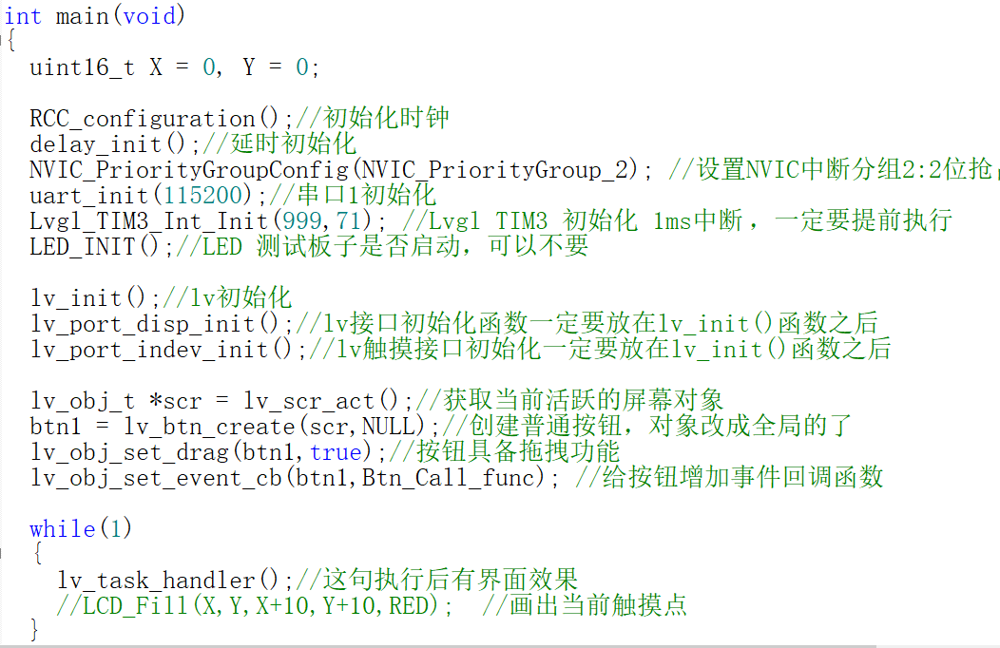 int main(void)
{
uint16_t X = 0, Y = 0;
RCC_configuration();//初始化时钟
delay_init();//延时初始化
NVIC_PriorityGroupConfig(NVIC_PriorityGroup_2); //设置NVIC中断分组2:2位抢
uart_init(115200);//串口1初始化
Lvgl_TIM3_Int_Init(999,71); //Lvgl TIM3 初始化 1ms中断，一定要提前执行
LED_INIT();//LED 测试板子是否启动，可以不要
lv_init();//lv初始化
lv_port_disp_init();//lv接口初始化函数一定要放在lv_init()函数之后
lv_port_indev_init();//lv触摸接口初始化一定要放在lv_init()函数之后
lv_obj_t *scr = lv_scr_act();//获取当前活跃的屏幕对象
btn1 = lv_btn_create(scr,NULL);//创建普通按钮，对象改成全局的了
lv_obj_set_drag(btn1,true);//按钮具备拖拽功能
lv_obj_set_event_cb(btn1,Btn_Call_func); //给按钮增加事件回调函数
while(1)
{
lv_task_handler();//这句执行后有界面效果
//LCD_Fill(X,Y,X+10,Y+10,RED);  //画出当前触摸点
}